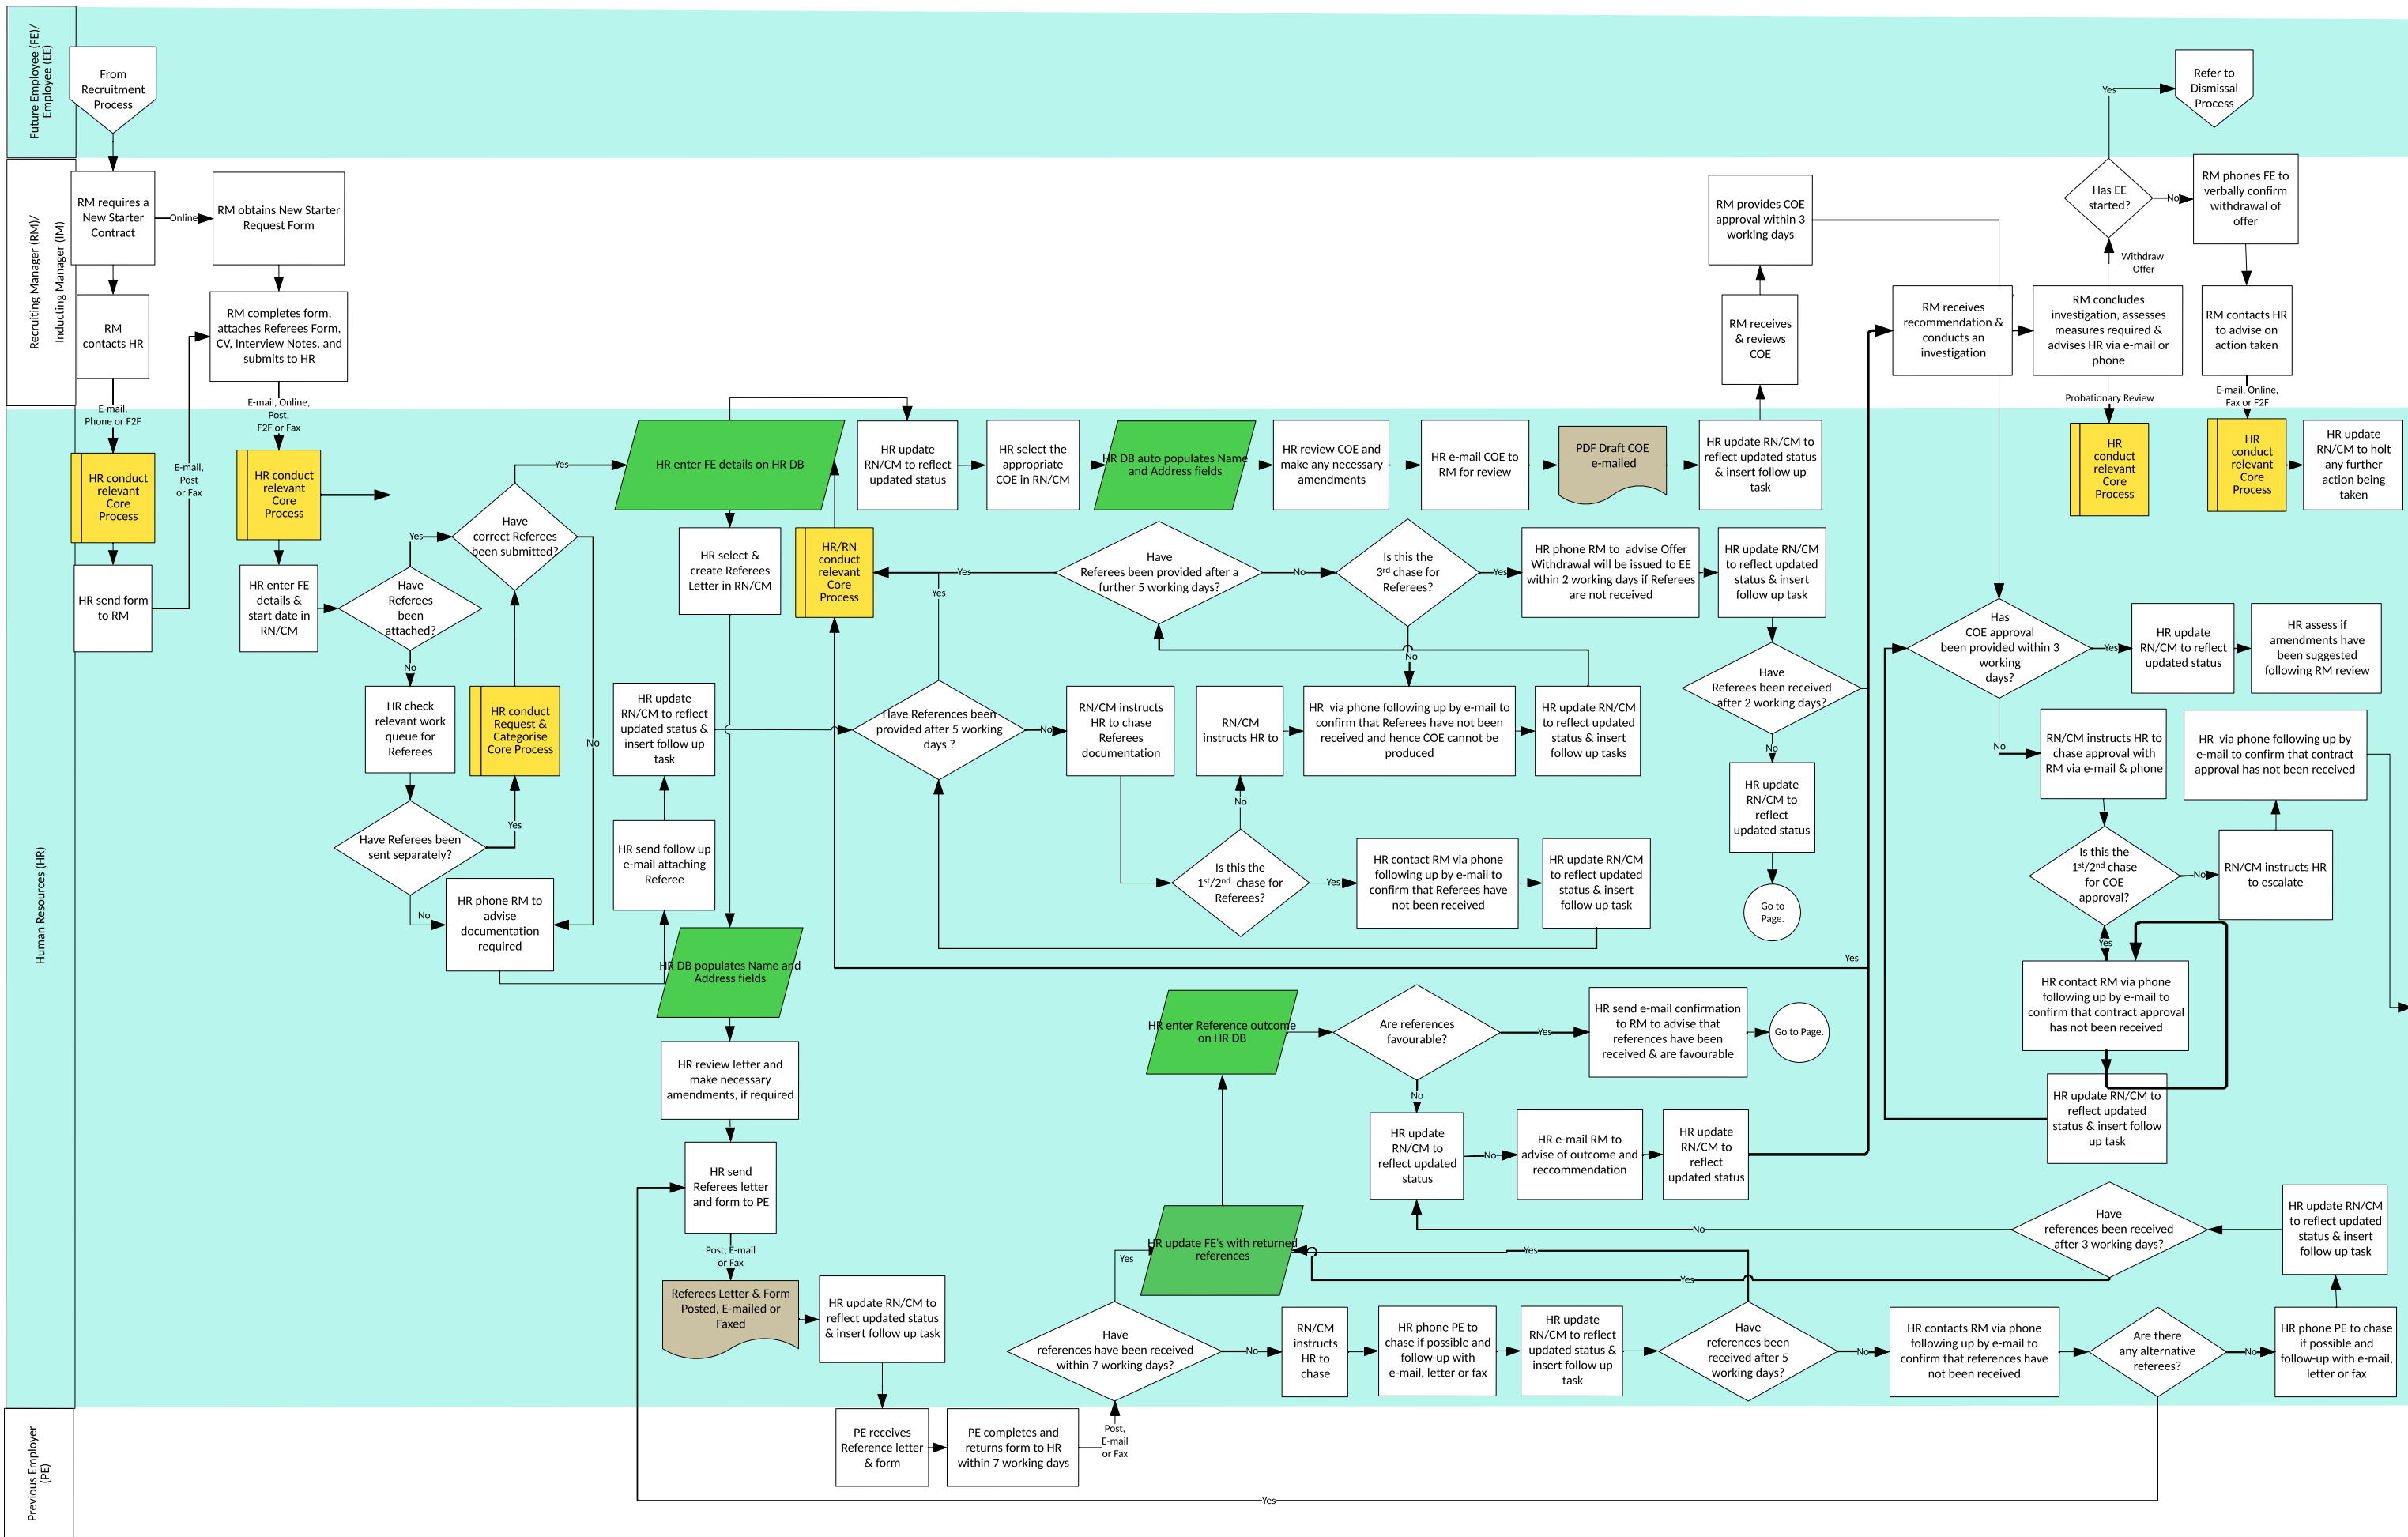 Future Employee (FE)/
Employee (EE)
From
Recruitment
Process
Yes
Refer to
Dismissal
Process
Recruiting Manager (RM)/
Inducting Manager (IM)
RM requires a
New Starter
Contract
Online
RM obtains New Starter
Request Form
RM
contacts HR
RM completes form,
attaches Referees Form,
CV, Interview Notes, and
submits to HR
RM provides COE
approval within 3
working days
RM receives
& reviews
COE
Has EE
started?
No
RM phones FE to
verbally confirm
withdrawal of
offer
Withdraw
Offer
RM receives
recommendation &
conducts an
investigation
RM concludes
investigation, assesses
measures required &
advises HR via e-mail or
phone
RM contacts HR
to advise on
action taken
Human Resources (HR)
E-mail,
Phone or F2F
E-mail, Online,
Post,
F2F or Fax
Probationary Review
E-mail, Online,
Fax or F2F
HR conduct
relevant
Core
Process
E-mail,
Post
or Fax
HR conduct
relevant
Core
Process
Yes
HR enter FE details on HR DB
HR update
RN/CM to reflect
updated status
HR select the
appropriate
COE in RN/CM
HR DB auto populates Name
and Address fields
HR review COE and
make any necessary
amendments
HR e-mail COE to
RM for review
PDF Draft COE
e-mailed
HR update RN/CM to
reflect updated status
& insert follow up
task
HR
conduct
relevant
Core
Process
HR
conduct
relevant
Core
Process
HR update
RN/CM to holt
any further
action being
taken
HR send form
to RM
HR enter FE
details &
start date in
RN/CM
Have
Referees
been
attached?
Yes
Have
correct Referees
been submitted?
HR select &
create Referees
Letter in RN/CM
HR/RN
conduct
relevant
Core
Process
Yes
Yes
Have
Referees been provided after a
further 5 working days?
No
Is this the
3rd chase for
Referees?
Yes
HR phone RM to advise Offer
Withdrawal will be issued to EE
within 2 working days if Referees
are not received
HR update RN/CM
to reflect updated
status & insert
follow up task
No
No
HR check
relevant work
queue for
Referees
HR conduct
Request &
Categorise
Core Process
No
HR update
RN/CM to reflect
updated status &
insert follow up
task
Have References been
provided after 5 working
days ?
No
RN/CM instructs
HR to chase
Referees
documentation
RN/CM
instructs HR to
HR via phone following up by e-mail to
confirm that Referees have not been
received and hence COE cannot be
produced
HR update RN/CM
to reflect updated
status & insert
follow up tasks
Have
Referees been received
after 2 working days?
No
HR update
RN/CM to
reflect
updated status
Go to
Page.
Has
COE approval
been provided within 3
working
days?
Yes
HR update
RN/CM to reflect
updated status
HR assess if
amendments have
been suggested
following RM review
No
RN/CM instructs HR to
chase approval with
RM via e-mail & phone
HR via phone following up by
e-mail to confirm that contract
approval has not been received
Have Referees been
sent separately?
Yes
No
HR phone RM to
advise
documentation
required
HR send follow up
e-mail attaching
Referee
No
Is this the
1st/2nd chase for
Referees?
Yes
HR contact RM via phone
following up by e-mail to
confirm that Referees have
not been received
HR update RN/CM
to reflect updated
status & insert
follow up task
Is this the
1st/2nd chase
for COE
approval?
No
RN/CM instructs HR
to escalate
Yes
Yes
HR DB populates Name and
Address fields
HR contact RM via phone
following up by e-mail to
confirm that contract approval
has not been received
HR update RN/CM to
reflect updated
status & insert follow
up task
HR review letter and
make necessary
amendments, if required
HR enter Reference outcome
on HR DB
Are references
favourable?
Yes
HR send e-mail confirmation
to RM to advise that
references have been
received & are favourable
Go to Page.
No
HR update
RN/CM to
reflect updated
status
No
HR e-mail RM to
advise of outcome and
reccommendation
HR update
RN/CM to
reflect
updated status
HR send
Referees letter
and form to PE
Post, E-mail
or Fax
Referees Letter & Form
Posted, E-mailed or
Faxed
HR update RN/CM to
reflect updated status
& insert follow up task
Yes
HR update FE's with returned
references
Yes
No
Yes
Have
references been received
after 3 working days?
HR update RN/CM
to reflect updated
status & insert
follow up task
Have
references have been received
within 7 working days?
No
RN/CM
instructs
HR to
chase
HR phone PE to
chase if possible and
follow-up with
e-mail, letter or fax
HR update
RN/CM to reflect
updated status &
insert follow up
task
Have
references been
received after 5
working days?
No
HR contacts RM via phone
following up by e-mail to
confirm that references have
not been received
Are there
any alternative
referees?
No
HR phone PE to chase
if possible and
follow-up with e-mail,
letter or fax
Previous Employer
(PE)
PE receives
Reference letter
& form
PE completes and
returns form to HR
within 7 working days
Post,
E-mail
or Fax
Yes